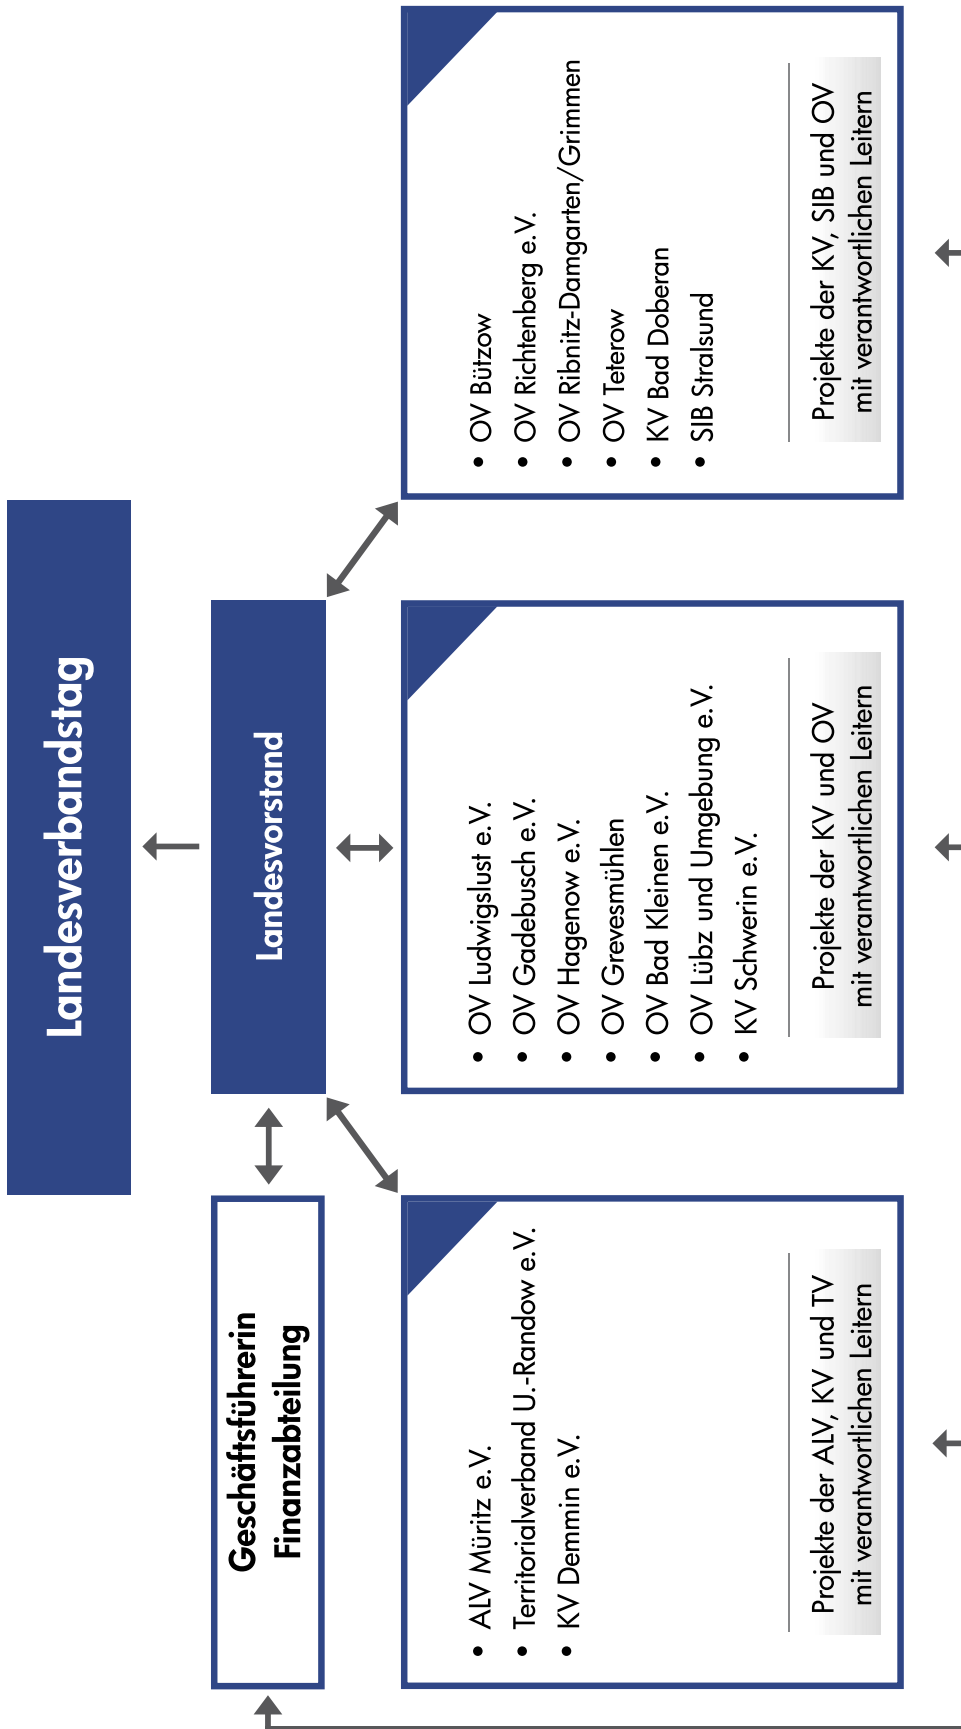 Landesverbandstag
Geschäftsführerin
Finanzabteilung
Landesvorstand
• ALV Müritz e.V.
• Territorialverband U.-Randow e.V.
• KV Demmin e.V.
Projekte der ALV, KV und TV
mit verantwortlichen Leitern
• OV Ludwigslust e.V.
• OV Gadebusch e.V.
• OV Hagenow e.V.
• OV Grevesmühlen
• OV Bad Kleinen e.V.
• OV Lübz und Umgebung e.V.
• KV Schwerin e.V.
Projekte der KV und OV
mit verantwortlichen Leitern
• OV Bützow
• OV Richtenberg e.V.
• OV Ribnitz-Damgarten/Grimmen
• OV Teterow
• KV Bad Doberan
• SIB Stralsund
Projekte der KV, SIB und OV
mit verantwortlichen Leitern